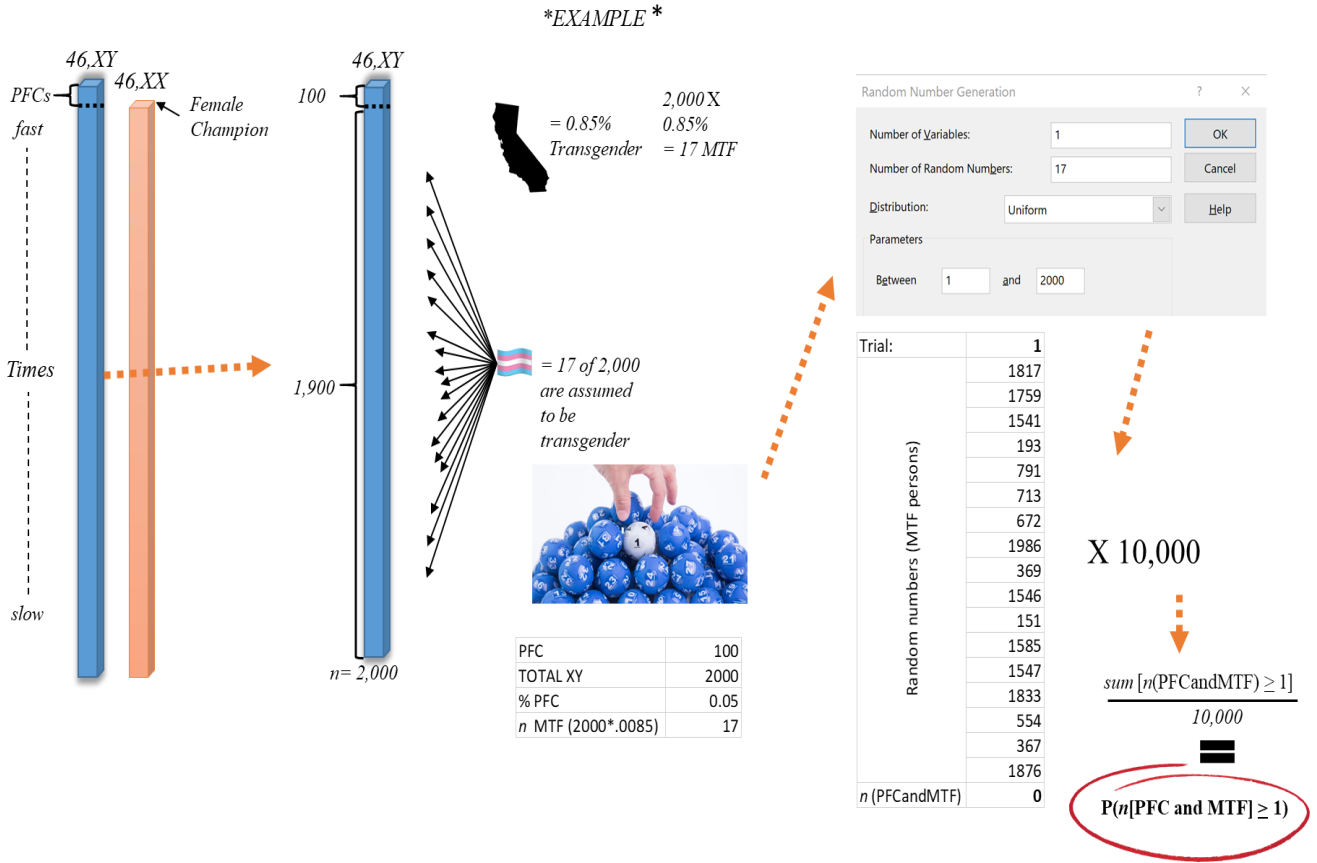 *EXAMPLE *
46,XY
46,XX
PFCs
fast
Female
Champion
Times
slow
46,XY
100
1,900
n= 2,000
= 0.85%
Transgender
2,000 X
0.85%
= 17 MTF
= 17 of 2,000
are assumed
to be
transgender
1
PFC 100
TOTAL XY 2000
% PFC 0.05
n MTF (2000*.0085) 17
Random Number Generation ? X
Number of Variables: 1 OK
Number of Random Numbers: 17 Cancel
Distribution: Uniform Help
Parameters
Between 1 and 2000
Trial: 1
Random numbers (MTF persons)
1817
1759
1541
193
791
713
672
1986
369
1546
151
1585
1547
1833
554
367
1876
n (PFCandMTF) 0
X 10,000
sum [n(PFCandMTF) ≥ 1]
10,000
=
P(n[PFC and MTF] ≥ 1)